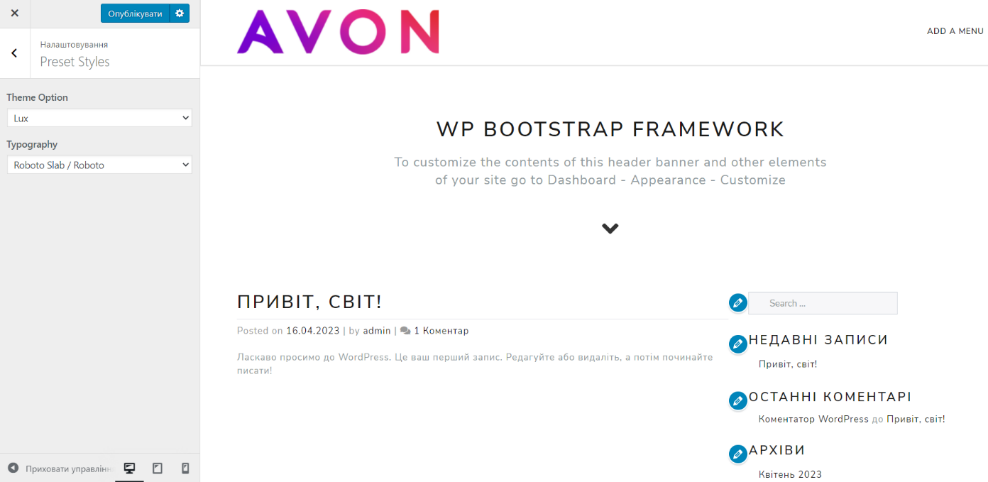 Опублікувати
Налаштовування
Preset Styles
Theme Option
Lux
Typography
Roboto Slab / Roboto
Приховати управлінн
AVON
ADD A MENU
WP BOOTSTRAP FRAMEWORK
To customize the contents of this header banner and other elements
of your site go to Dashboard - Appearance - Customize
ПРИВІТ, СВІТ!
Posted on 16.04.2023 | by admin | 1 Коментар
Ласкаво просимо до WordPress. Це ваш перший запис. Редагуйте або видаліть, а потім починайте
писати!
Search ...
НЕДАВНІ ЗАПИСИ
Привіт, світ!
ОСТАННІ КОМЕНТАРІ
Коментатор WordPress до Привіт, світ!
АРХІВИ
Квітень 2023